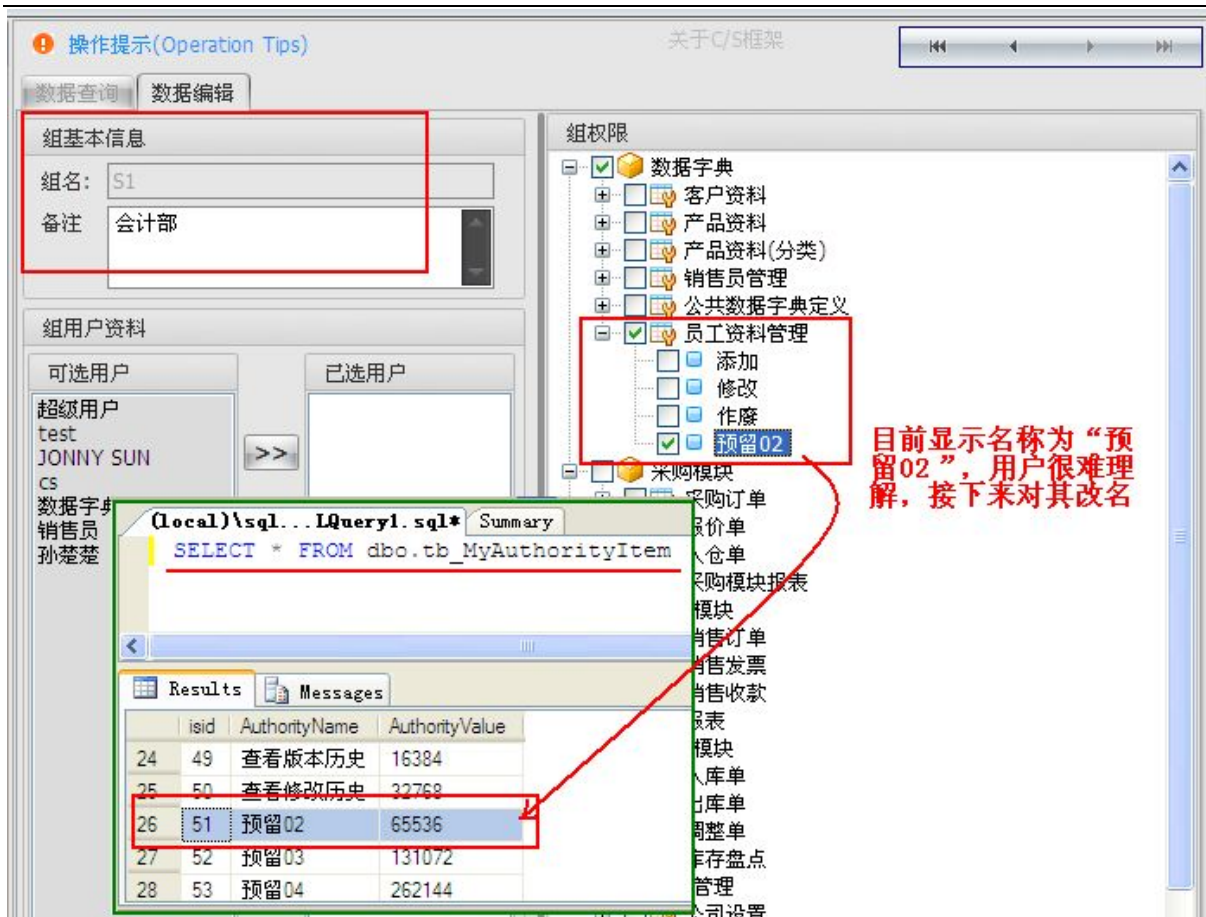 操作提示(Operation Tips)
关于C/S框架
数据查询
数据编辑
组基本信息
组名:
S1
备注
会计部
组用户资料
可选用户
已选用户
超级用户
test
JONNY SUN
cs
数据字典
销售员
孙楚楚
>>
组权限
数据字典
客户资料
产品资料
产品资料(分类)
销售员管理
公共数据字典定义
员工资料管理
添加
修改
作废
预留02
采购模块
采购订单
价单
仓单
采购模块报表
模块
销售订单
销售发票
销售收款
报表
模块
入库单
出库单
调整单
库存盘点
管理
公司设置
目前显示名称为“预
留02”,用户很难理
解,接下来对其改名
(local)\sql...LQuery1.sql* Summary
SELECT * FROM dbo.tb_MyAuthorityItem
Results Messages
isid AuthorityName AuthorityValue
24 49 查看版本历史 16384
25 50 查看修改历史 32768
26 51 预留02 65536
27 52 预留03 131072
28 53 预留04 262144